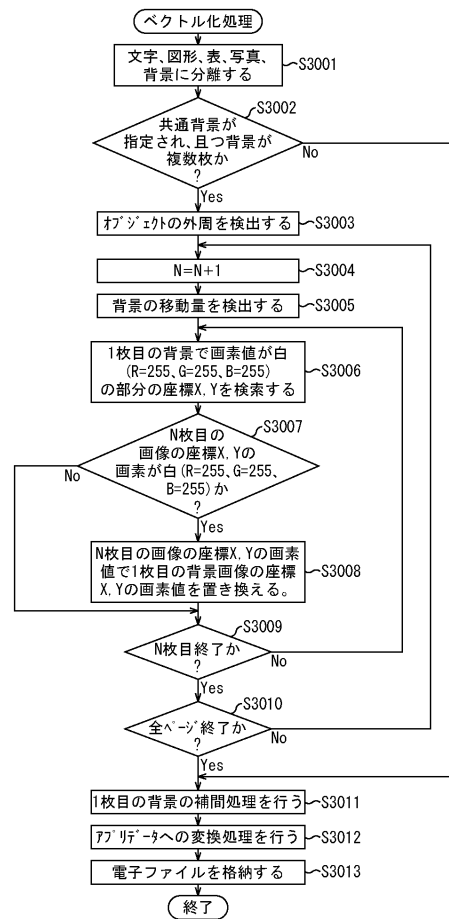 ベクトル化処理
文字、図形、表、写真、
背景に分離する
S3001
S3002
共通背景が
指定され、且つ背景が
複数枚か
?
No
Yes
オブジェクトの外周を検出する
S3003
N=N+1
S3004
背景の移動量を検出する
S3005
1枚目の背景で画素値が白
(R=255、G=255、B=255)
の部分の座標X, Yを検索する
S3006
S3007
N枚目の
画像の座標X, Yの
画素が白(R=255、G=255、
B=255)か
?
No
Yes
N枚目の画像の座標X, Yの画素
値で1枚目の背景画像の座標
X, Yの画素値を置き換える。
S3008
S3009
N枚目終了か
?
No
Yes
S3010
全ページ終了か
?
No
Yes
1枚目の背景の補間処理を行う
S3011
アプリデータへの変換処理を行う
S3012
電子ファイルを格納する
S3013
終了